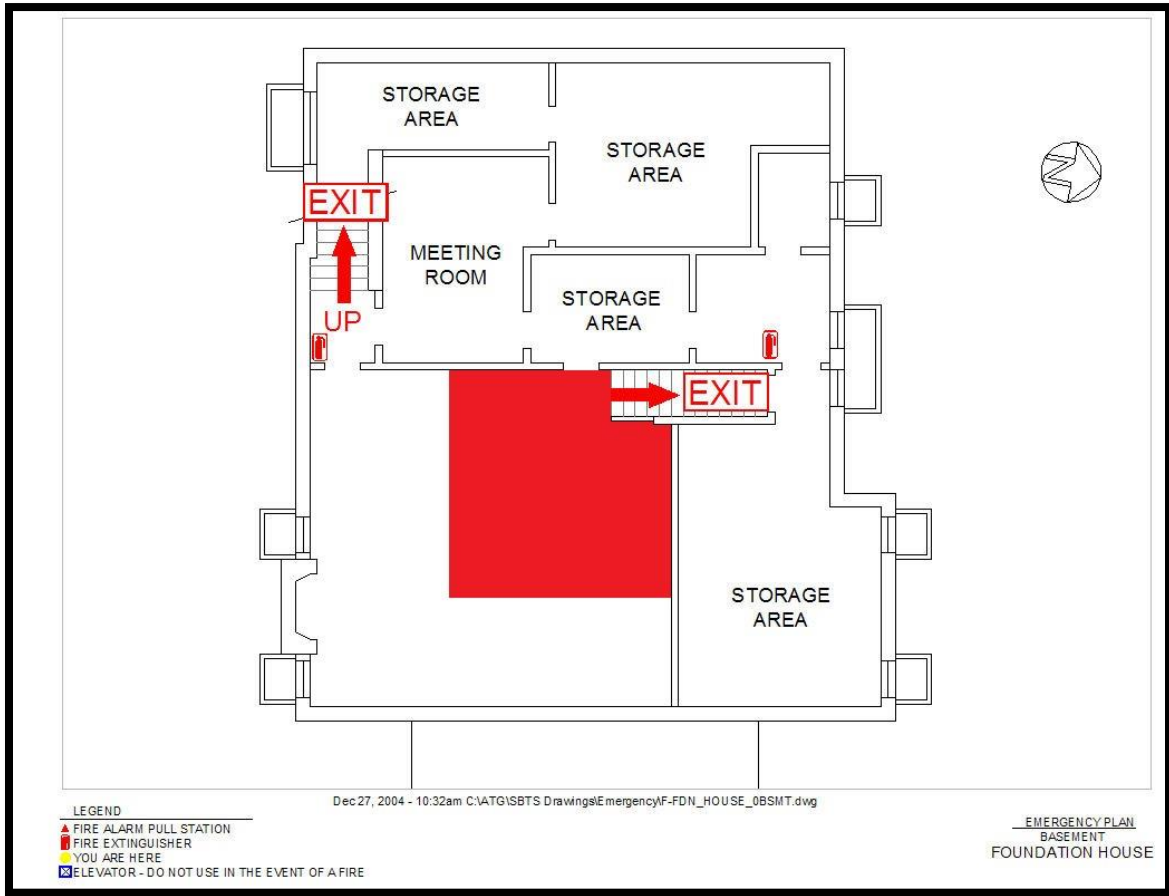 STORAGE
AREA
STORAGE
AREA
EXIT
MEETING
ROOM
STORAGE
AREA
UP
EXIT
STORAGE
AREA
N
Dec 27, 2004 - 10:32am C:\ATG\SBTS Drawings\Emergency\F-FDN_HOUSE_0BSMT.dwg
LEGEND
FIRE ALARM PULL STATION
FIRE EXTINGUISHER
YOU ARE HERE
ELEVATOR - DO NOT USE IN THE EVENT OF A FIRE
EMERGENCY PLAN
BASEMENT
FOUNDATION HOUSE